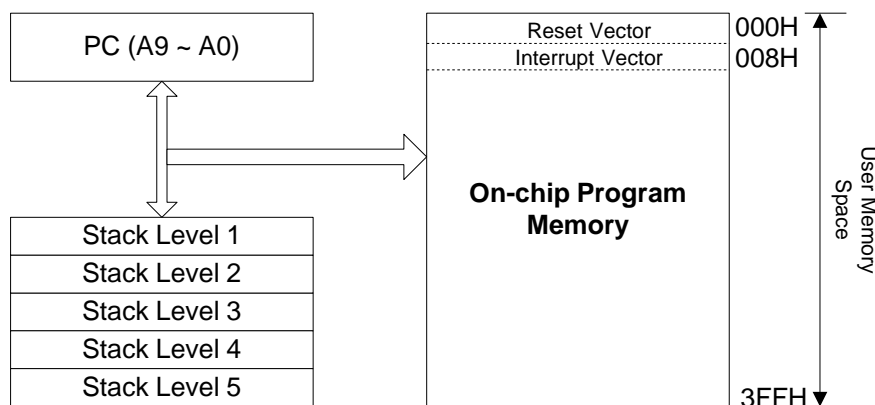 PC (A9 ~ A0)
Reset Vector
000H
Interrupt Vector
008H
On-chip Program
Memory
User Memory
Space
Stack Level 1
Stack Level 2
Stack Level 3
Stack Level 4
Stack Level 5
3FFH